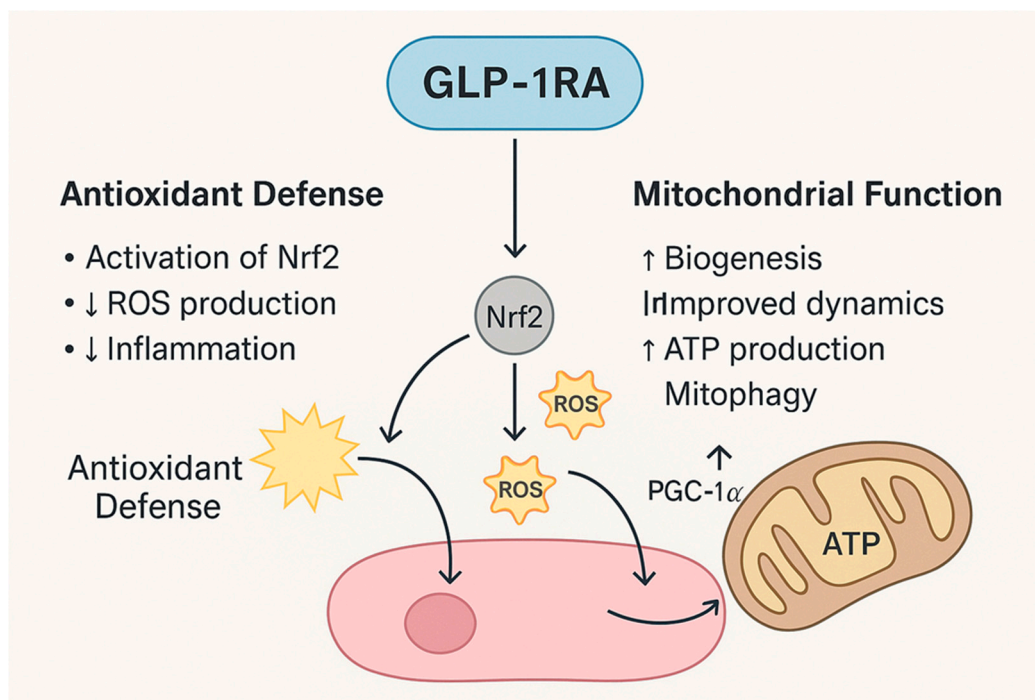 GLP-1RA
Antioxidant Defense
• Activation of Nrf2
• ↓ ROS production
• ↓ Inflammation
Mitochondrial Function
↑ Biogenesis
IrImproved dynamics
↑ ATP production
Mitophagy
Nrf2
ROS
ROS
Antioxidant
Defense
↑
PGC-1α
ATP